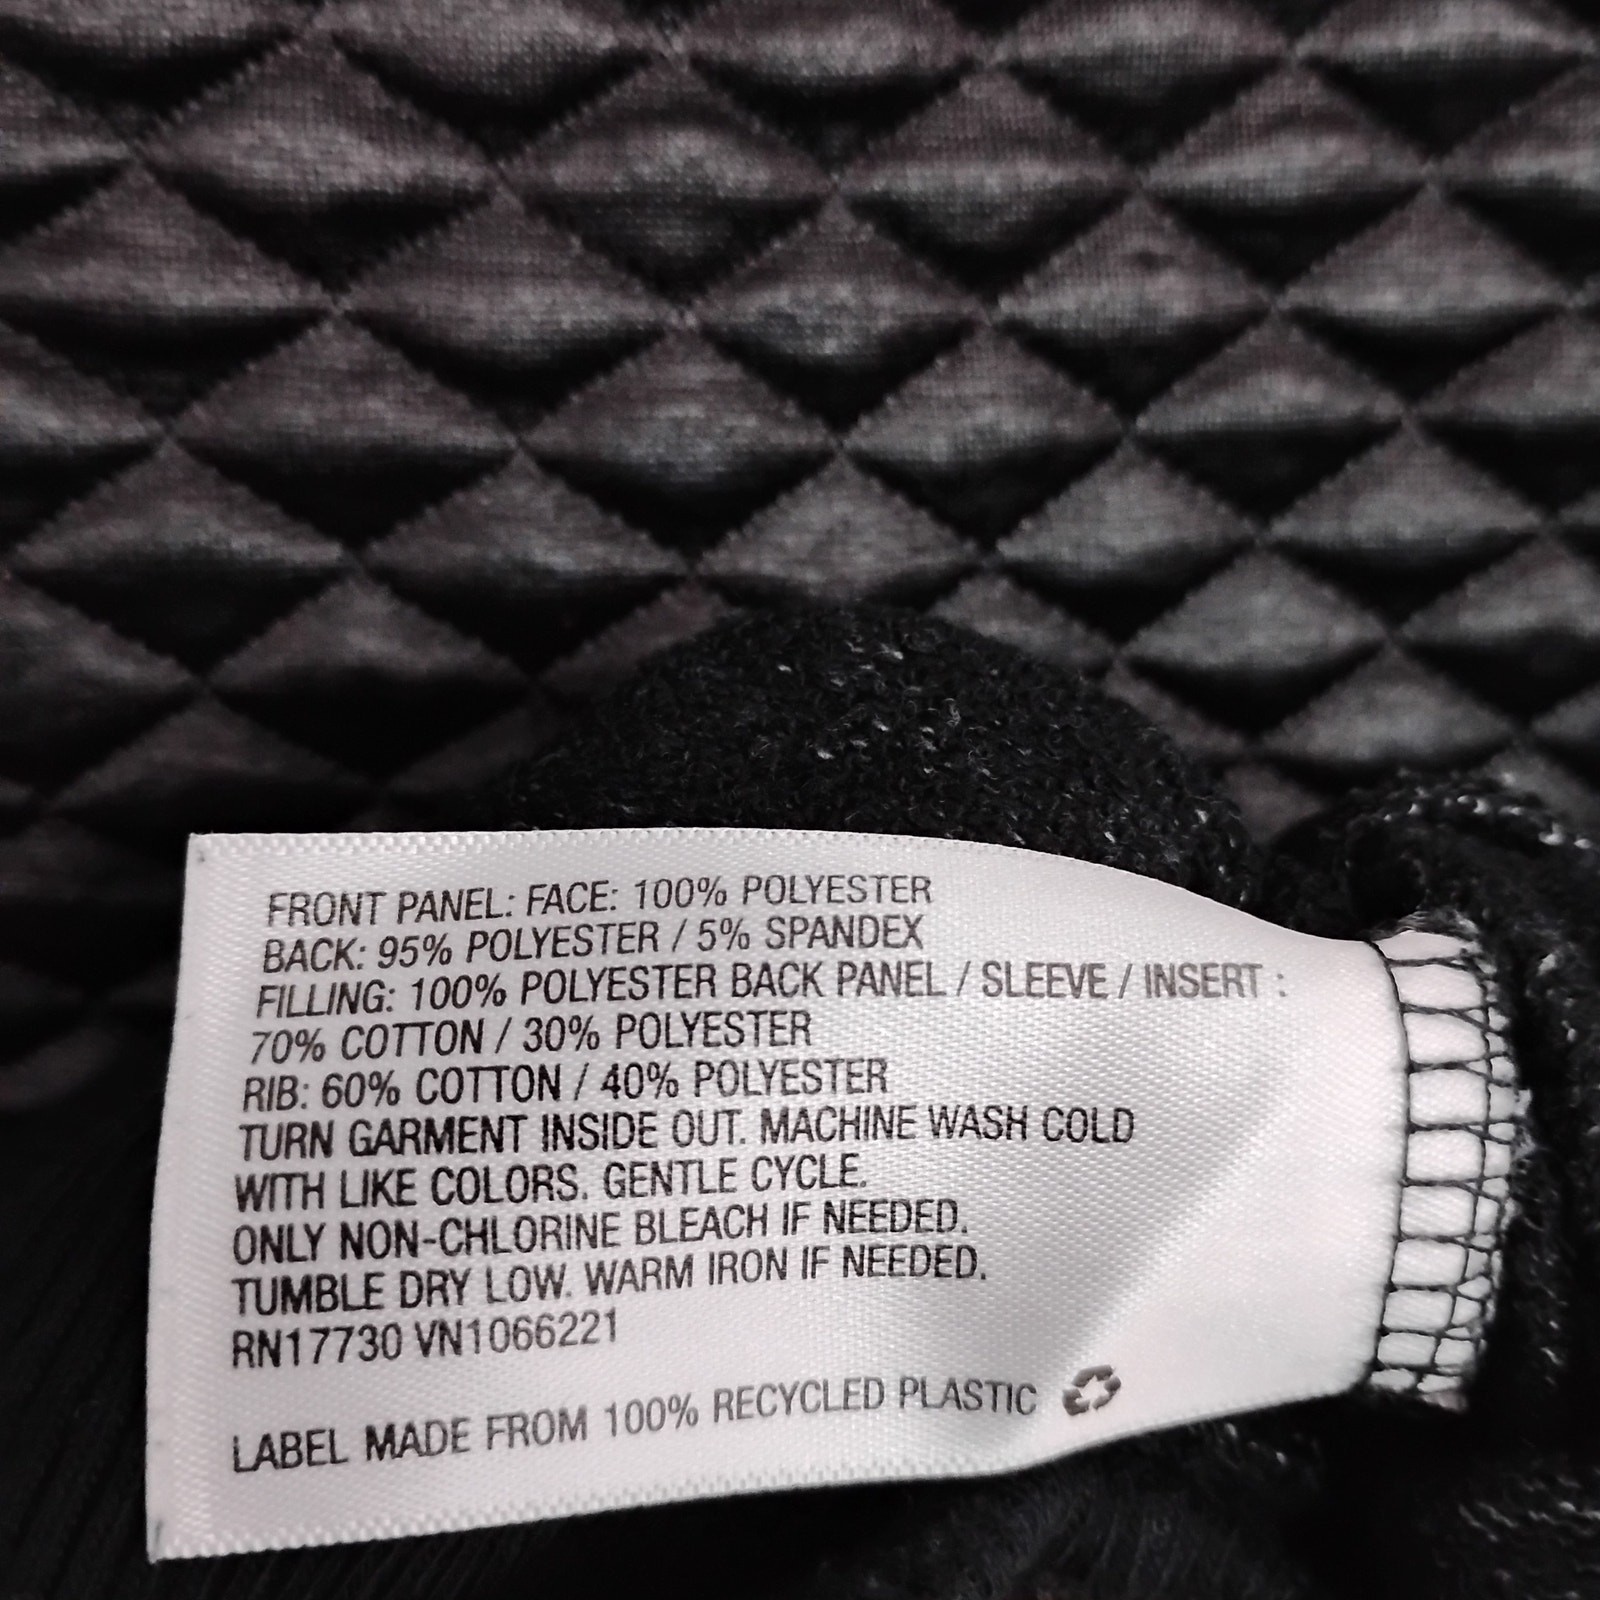 FRONT PANEL: FACE: 100% POLYESTER
BACK: 95% POLYESTER / 5% SPANDEX
FILLING: 100% POLYESTER BACK PANEL / SLEEVE / INSERT :
70% COTTON / 30% POLYESTER
RIB: 60% COTTON / 40% POLYESTER
TURN GARMENT INSIDE OUT. MACHINE WASH COLD
WITH LIKE COLORS. GENTLE CYCLE.
ONLY NON-CHLORINE BLEACH IF NEEDED.
TUMBLE DRY LOW. WARM IRON IF NEEDED.
RN17730 VN1066221
LABEL MADE FROM 100% RECYCLED PLASTIC